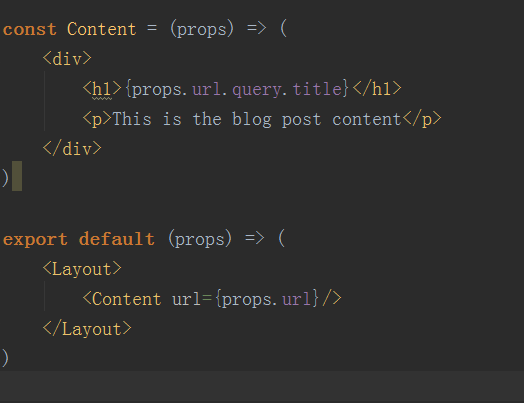 const Content = (props) => (
    <div>
        <h1>{props.url.query.title}</h1>
        <p>This is the blog post content</p>
    </div>
)

export default (props) => (
    <Layout>
        <Content url={props.url}/>
    </Layout>
)